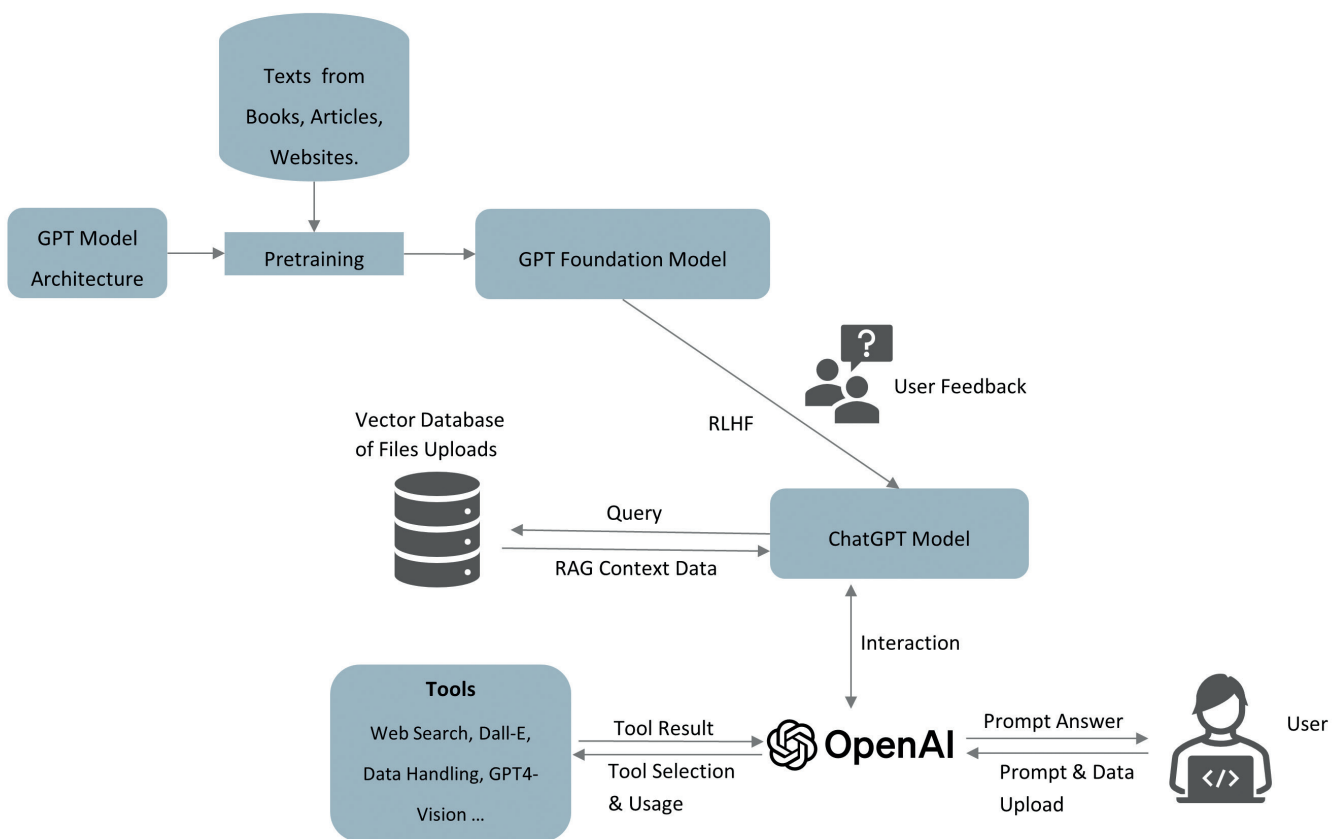 Texts from
Books, Articles,
Websites.
GPT Model
Architecture
Pretraining
GPT Foundation Model
?
User Feedback
RLHF
Vector Database
of Files Uploads
Query
RAG Context Data
ChatGPT Model
Interaction
Tools
Web Search, Dall-E,
Data Handling, GPT4-
Vision ...
Tool Result
Tool Selection
& Usage
OpenAI
Prompt Answer
Prompt & Data
Upload
</>
User